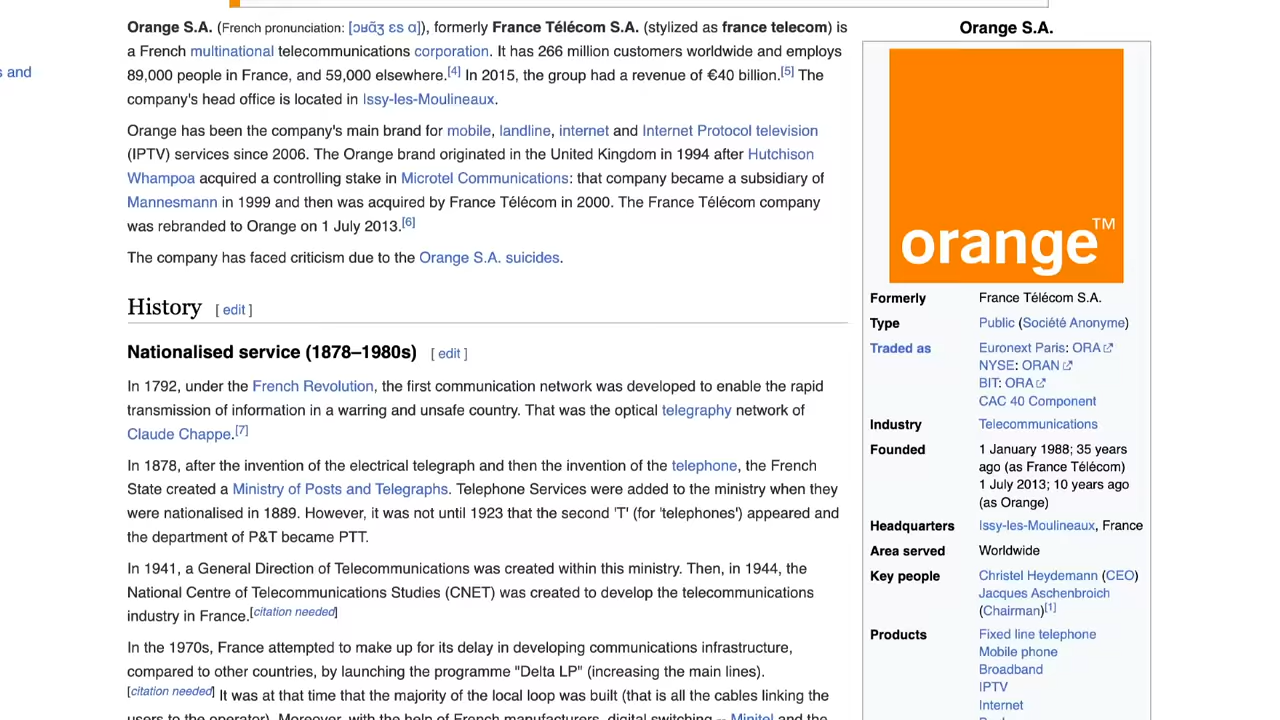 Orange S.A. (French pronunciation: [ɔʁɑ̃ʒ ɛs ɑ]), formerly France Télécom S.A. (stylized as france telecom) is
a French multinational telecommunications corporation. It has 266 million customers worldwide and employs
89,000 people in France, and 59,000 elsewhere.[4] In 2015, the group had a revenue of €40 billion.[5] The
company's head office is located in Issy-les-Moulineaux.
Orange has been the company's main brand for mobile, landline, internet and Internet Protocol television
(IPTV) services since 2006. The Orange brand originated in the United Kingdom in 1994 after Hutchison
Whampoa acquired a controlling stake in Microtel Communications: that company became a subsidiary of
Mannesmann in 1999 and then was acquired by France Télécom in 2000. The France Télécom company
was rebranded to Orange on 1 July 2013.[6]
The company has faced criticism due to the Orange S.A. suicides.
History [ edit ]
Nationalised service (1878–1980s) [ edit ]
In 1792, under the French Revolution, the first communication network was developed to enable the rapid
transmission of information in a warring and unsafe country. That was the optical telegraphy network of
Claude Chappe.[7]
In 1878, after the invention of the electrical telegraph and then the invention of the telephone, the French
State created a Ministry of Posts and Telegraphs. Telephone Services were added to the ministry when they
were nationalised in 1889. However, it was not until 1923 that the second 'T' (for 'telephones') appeared and
the department of P&T became PTT.
In 1941, a General Direction of Telecommunications was created within this ministry. Then, in 1944, the
National Centre of Telecommunications Studies (CNET) was created to develop the telecommunications
industry in France.[citation needed]
In the 1970s, France attempted to make up for its delay in developing communications infrastructure,
compared to other countries, by launching the programme "Delta LP" (increasing the main lines).
[citation needed] It was at that time that the majority of the local loop was built (that is all the cables linking the
users to the operator). Moreover, with the help of French manufacturers, digital switching – Minitel and the
s and
Orange S.A.
orange™
Formerly France Télécom S.A.
Type Public (Société Anonyme)
Traded as Euronext Paris: ORA
NYSE: ORAN
BIT: ORA
CAC 40 Component
Industry Telecommunications
Founded 1 January 1988; 35 years
ago (as France Télécom)
1 July 2013; 10 years ago
(as Orange)
Headquarters Issy-les-Moulineaux, France
Area served Worldwide
Key people Christel Heydemann (CEO)
Jacques Aschenbroich
(Chairman)[1]
Products Fixed line telephone
Mobile phone
Broadband
IPTV
Internet